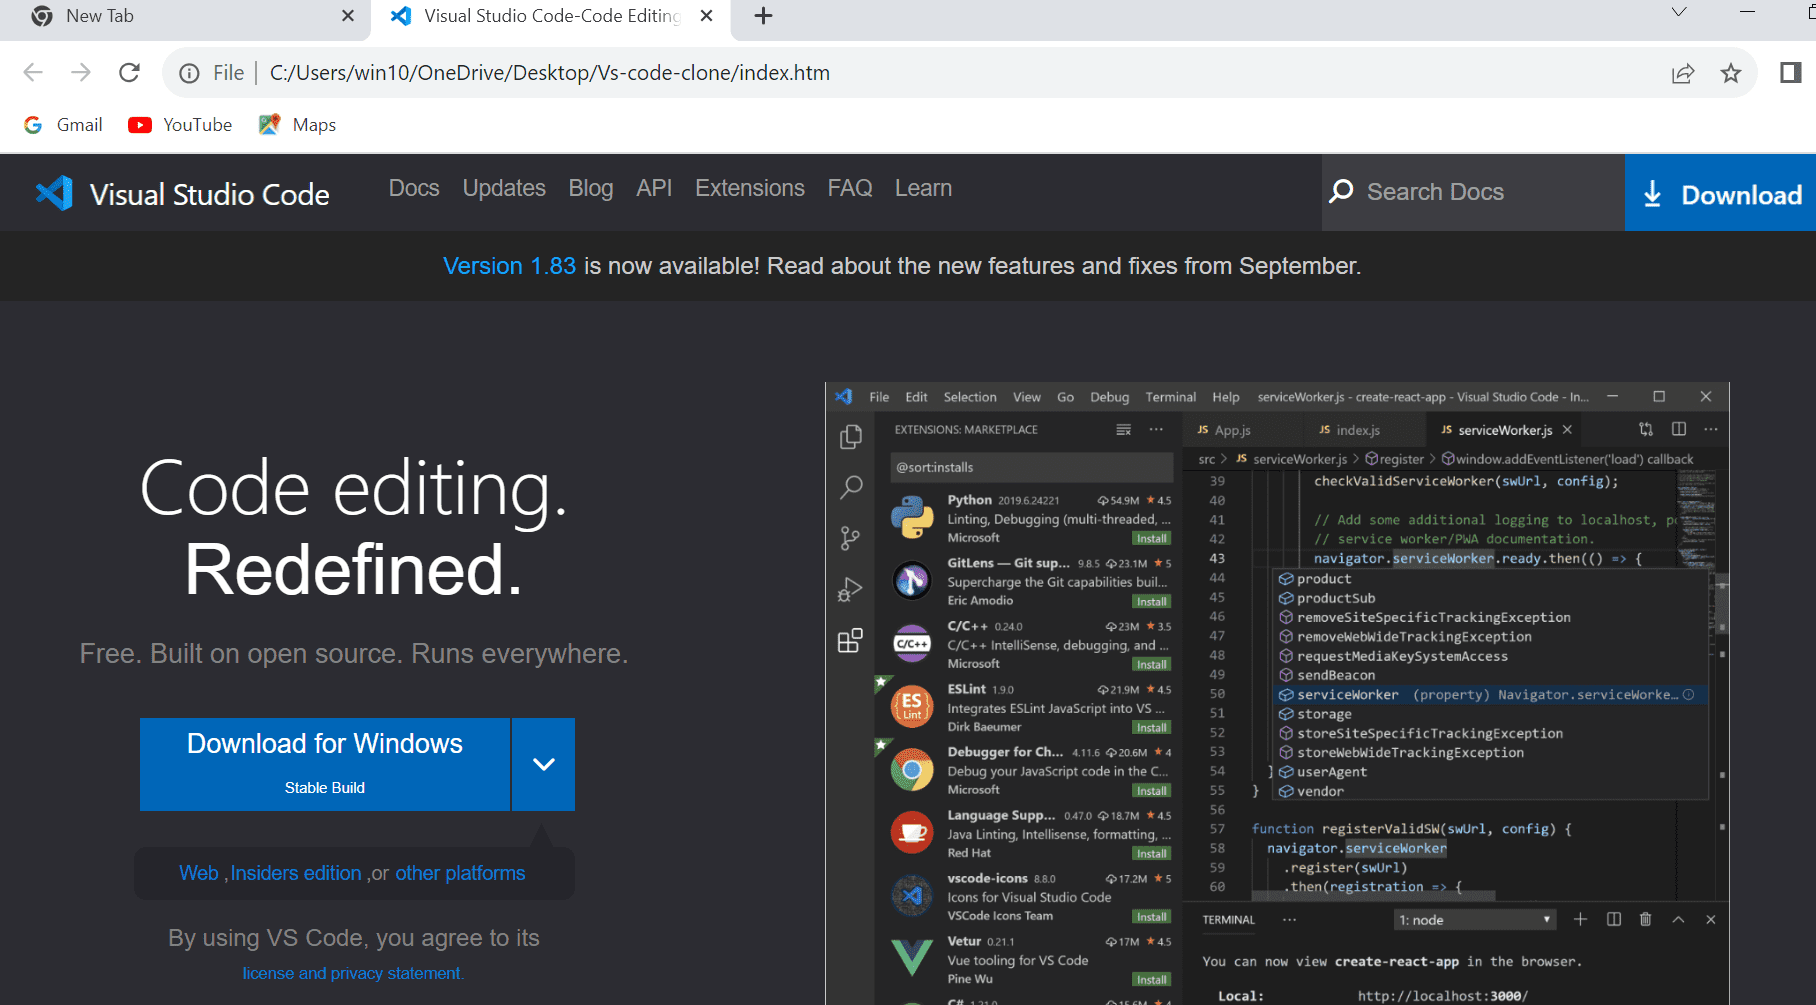 New Tab
Visual Studio Code-Code Editing
File
C:/Users/win10/OneDrive/Desktop/Vs-code-clone/index.htm
Gmail
YouTube
Maps
Visual Studio Code
Docs Updates Blog API Extensions FAQ Learn
Search Docs
Download
Version 1.83 is now available! Read about the new features and fixes from September.
Code editing.
Redefined.
Free. Built on open source. Runs everywhere.
Download for Windows
Stable Build
Web ,Insiders edition ,or other platforms
By using VS Code, you agree to its
license and privacy statement.
File Edit Selection View Go Debug Terminal Help serviceWorker.js - create-react-app - Visual Studio Code - In...
EXTENSIONS: MARKETPLACE
@sort:installs
Python 2019.6.24221 54.9M 4.5
Linting, Debugging (multi-threaded, ...
Microsoft Install
GitLens — Git sup... 9.8.5 23.1M 5
Supercharge the Git capabilities buil...
Eric Amodio Install
C/C++
C/C++ 0.24.0 23M 3.5
C/C++ IntelliSense, debugging, and ...
Microsoft Install
ES
Lint
ESLint 1.9.0 21.9M 4.5
Integrates ESLint JavaScript into VS ...
Dirk Baeumer Install
Debugger for Ch... 4.11.6 20.6M 4
Debug your JavaScript code in the C...
Microsoft Install
Language Supp... 0.47.0 18.7M 4.5
Java Linting, Intellisense, formatting, ...
Red Hat Install
vscode-icons 8.8.0 17.2M 5
Icons for Visual Studio Code
VSCode Icons Team Install
Vetur 0.21.1 17M 4.5
Vue tooling for VS Code
Pine Wu Install
C# 1.21.0 15.6M 4
JS App.js
JS index.js
JS serviceWorker.js
src > JS serviceWorker.js > register > window.addEventListener('load') callback
39 checkValidServiceWorker(swUrl, config);
40
41 // Add some additional logging to localhost, po
42 // service worker/PWA documentation.
43 navigator.serviceWorker.ready.then(() => {
44 product
45 productSub
46 removeSiteSpecificTrackingException
47 removeWebWideTrackingException
48 requestMediaKeySystemAccess
49 sendBeacon
50 serviceWorker (property) Navigator.serviceWorke...
51 storage
52 storeSiteSpecificTrackingException
53 storeWebWideTrackingException
54 } userAgent
55 } vendor
56
57 function registerValidSW(swUrl, config) {
58 navigator.serviceWorker
59 .register(swUrl)
60 .then(registration => {
TERMINAL ... 1: node
You can now view create-react-app in the browser.
Local: http://localhost:3000/